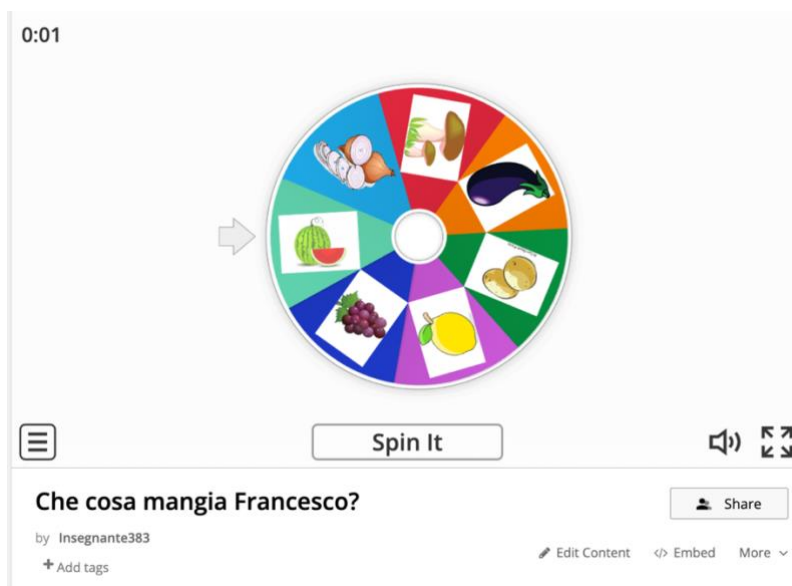 0:01
Spin It
Che cosa mangia Francesco?
Share
by Insegnante383
Edit Content
Embed
More
Add tags